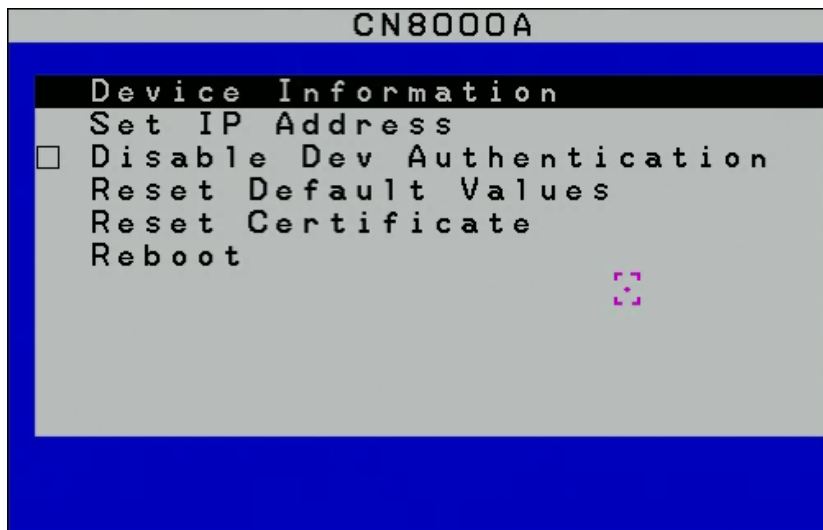 CN8000A
Device Information
Set IP Address
Disable Dev Authentication
Reset Default Values
Reset Certificate
Reboot